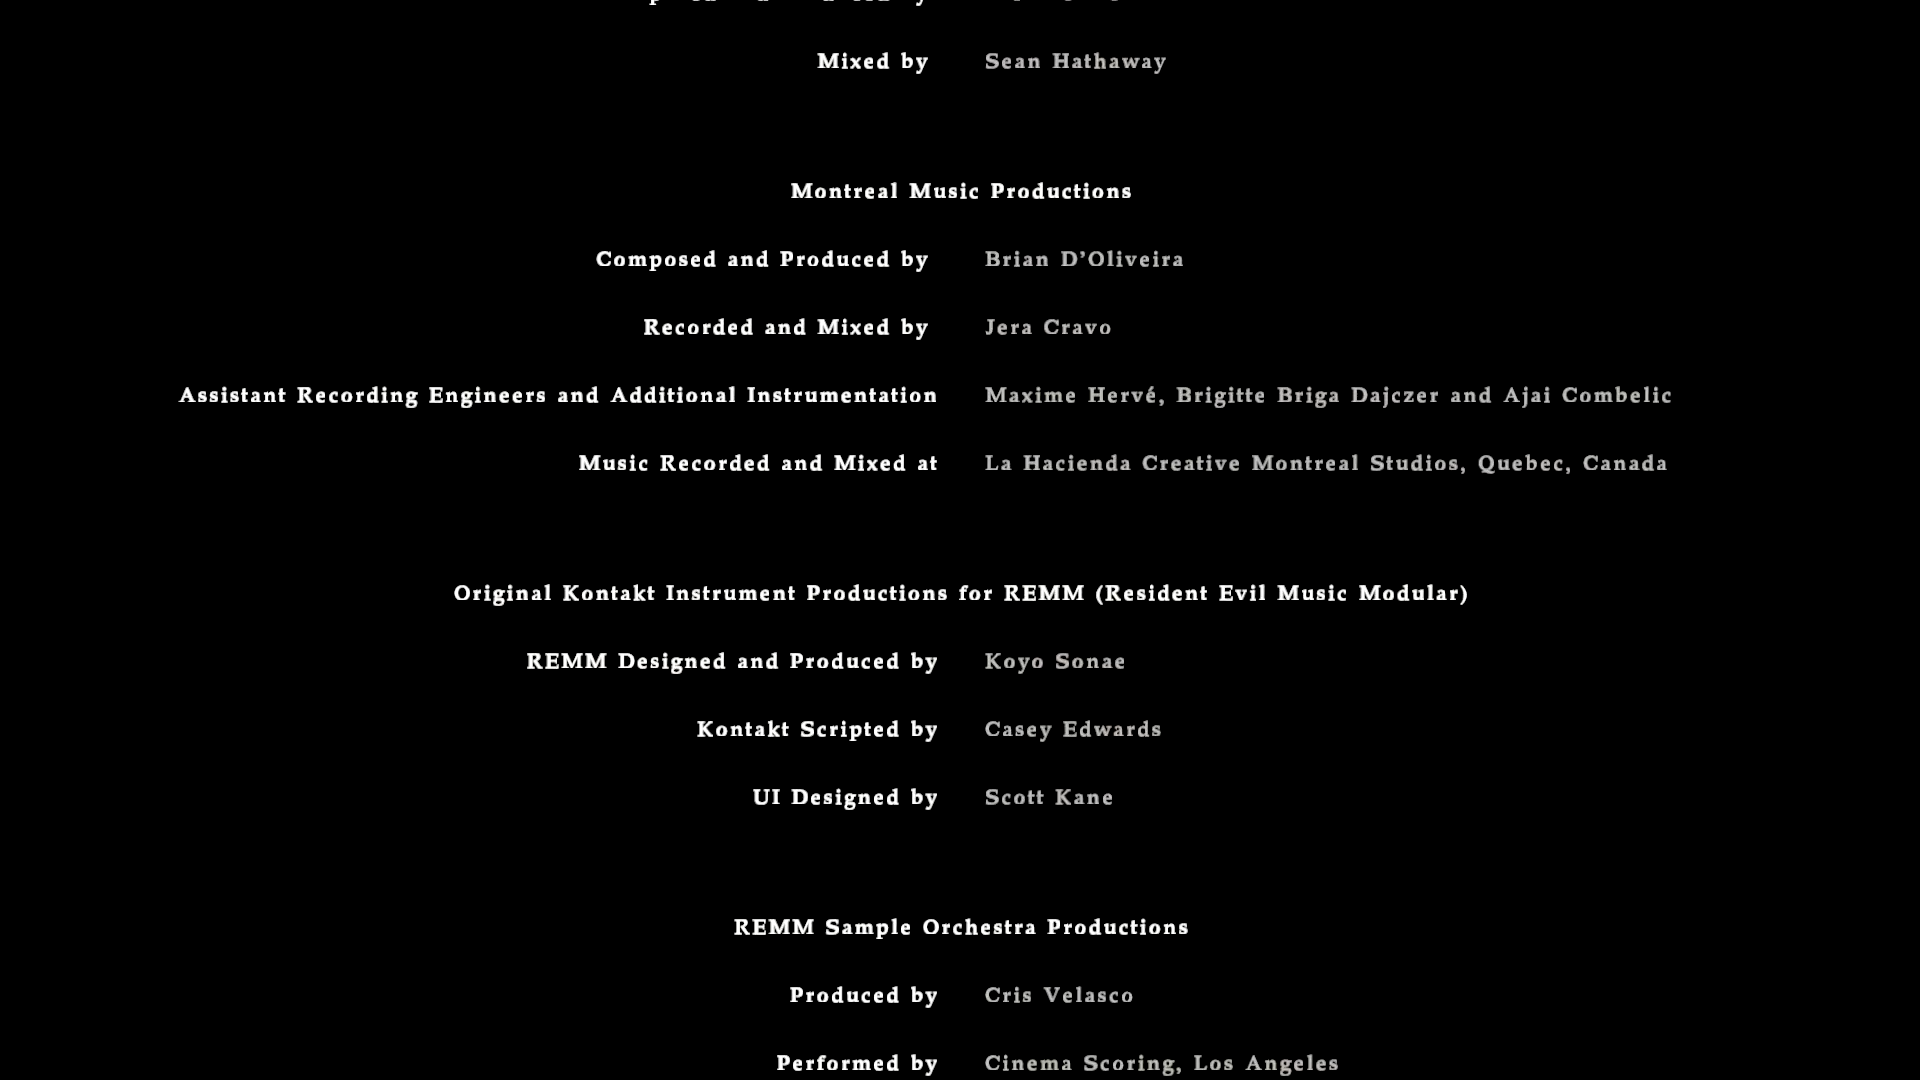 Mixed by Sean Hathaway
Montreal Music Productions
Composed and Produced by Brian D’Oliveira
Recorded and Mixed by Jera Cravo
Assistant Recording Engineers and Additional Instrumentation Maxime Hervé, Brigitte Briga Dajczer and Ajai Combelic
Music Recorded and Mixed at La Hacienda Creative Montreal Studios, Quebec, Canada
Original Kontakt Instrument Productions for REMM (Resident Evil Music Modular)
REMM Designed and Produced by Koyo Sonae
Kontakt Scripted by Casey Edwards
UI Designed by Scott Kane
REMM Sample Orchestra Productions
Produced by Cris Velasco
Performed by Cinema Scoring, Los Angeles